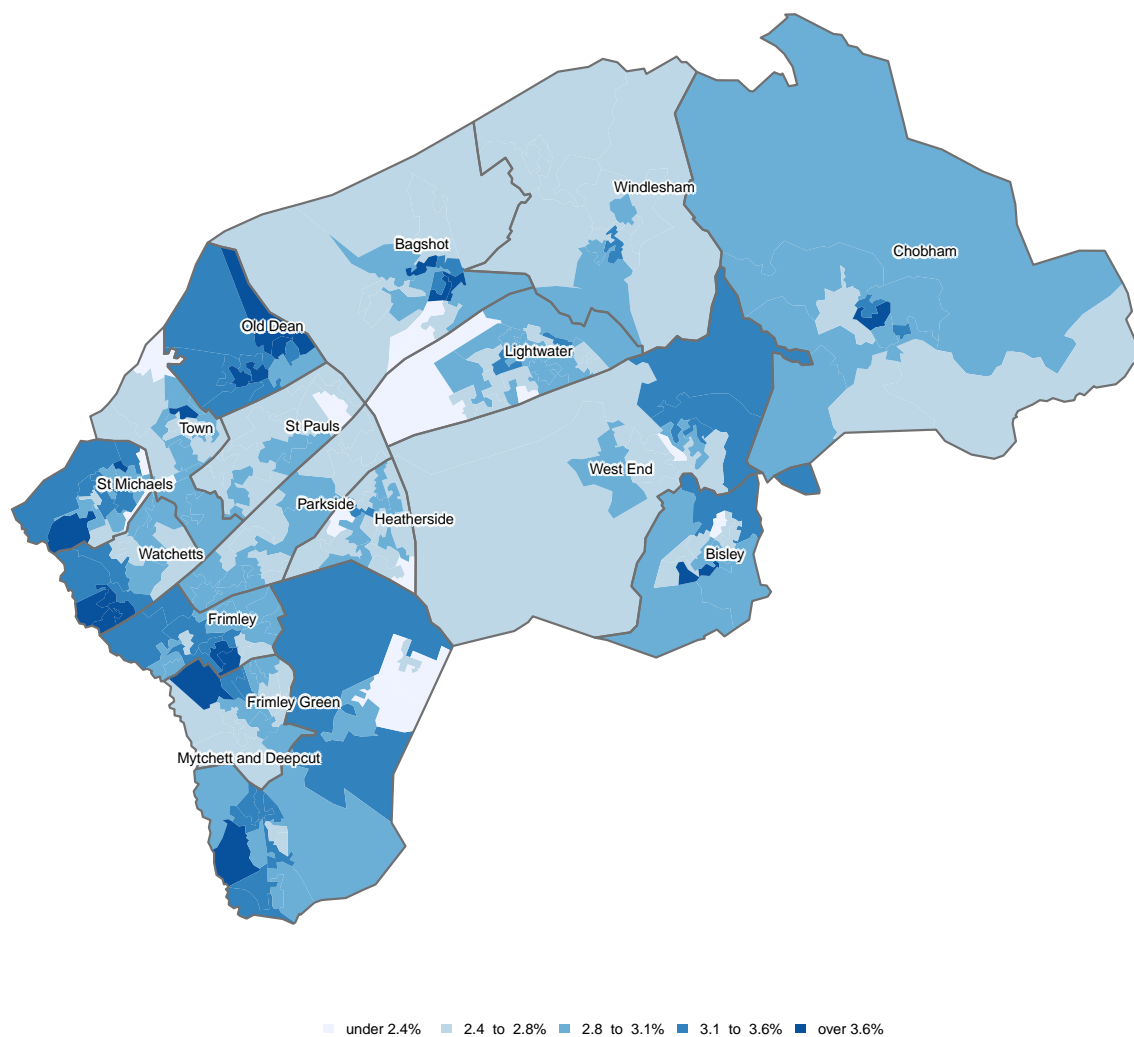 Windlesham
Bagshot
Chobham
Old Dean
Lightwater
St Pauls
Town
West End
St Michaels
Parkside
Heatherside
Watchetts
Bisley
Frimley
Frimley Green
Mytchett and Deepcut
under 2.4% 2.4 to 2.8% 2.8 to 3.1% 3.1 to 3.6% over 3.6%